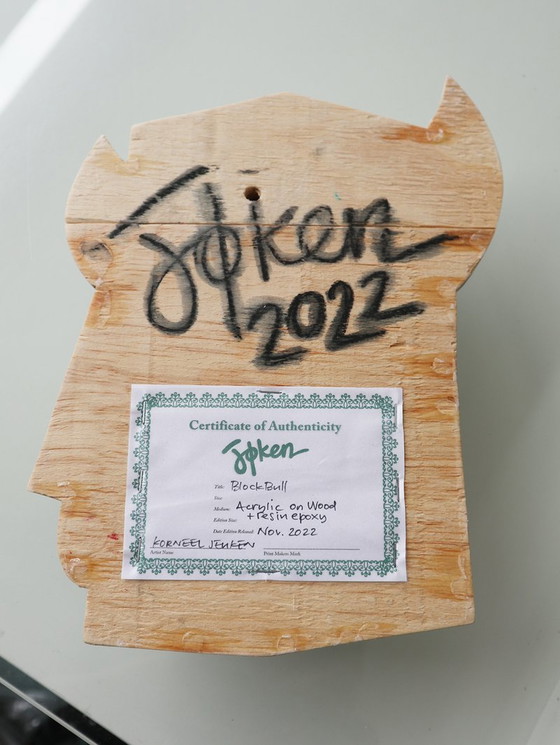 Jøken
2022
Certificate of Authenticity
Jøken
Title: BlockBull
Size:
Medium: Acrylic on Wood
+ resin epoxy
Edition Size:
Date Edition Released: Nov. 2022
KORNEEL JEUKEN
Artist Name
Print Makers Mark